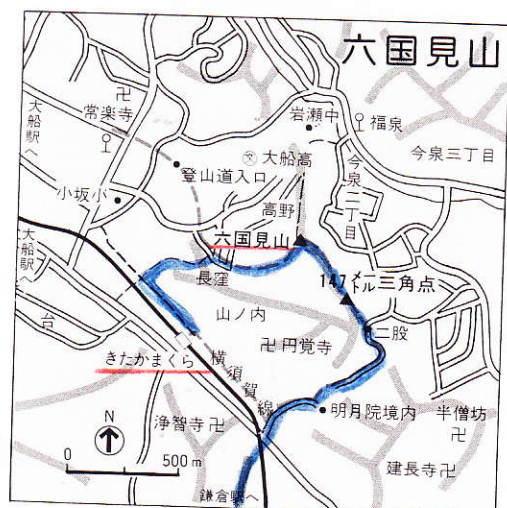 六国見山
大船駅へ
常楽寺
岩瀬中
福泉
大船高
今泉三丁目
登山道入口
今泉二丁目
小坂小
高野
六国見山
大船駅へ
長窪
147メートル三角点
台
山ノ内
二股
円覚寺
きたかまくら
横須賀線
明月院境内
半僧坊
浄智寺
建長寺
N
0 500m
鎌倉駅へ